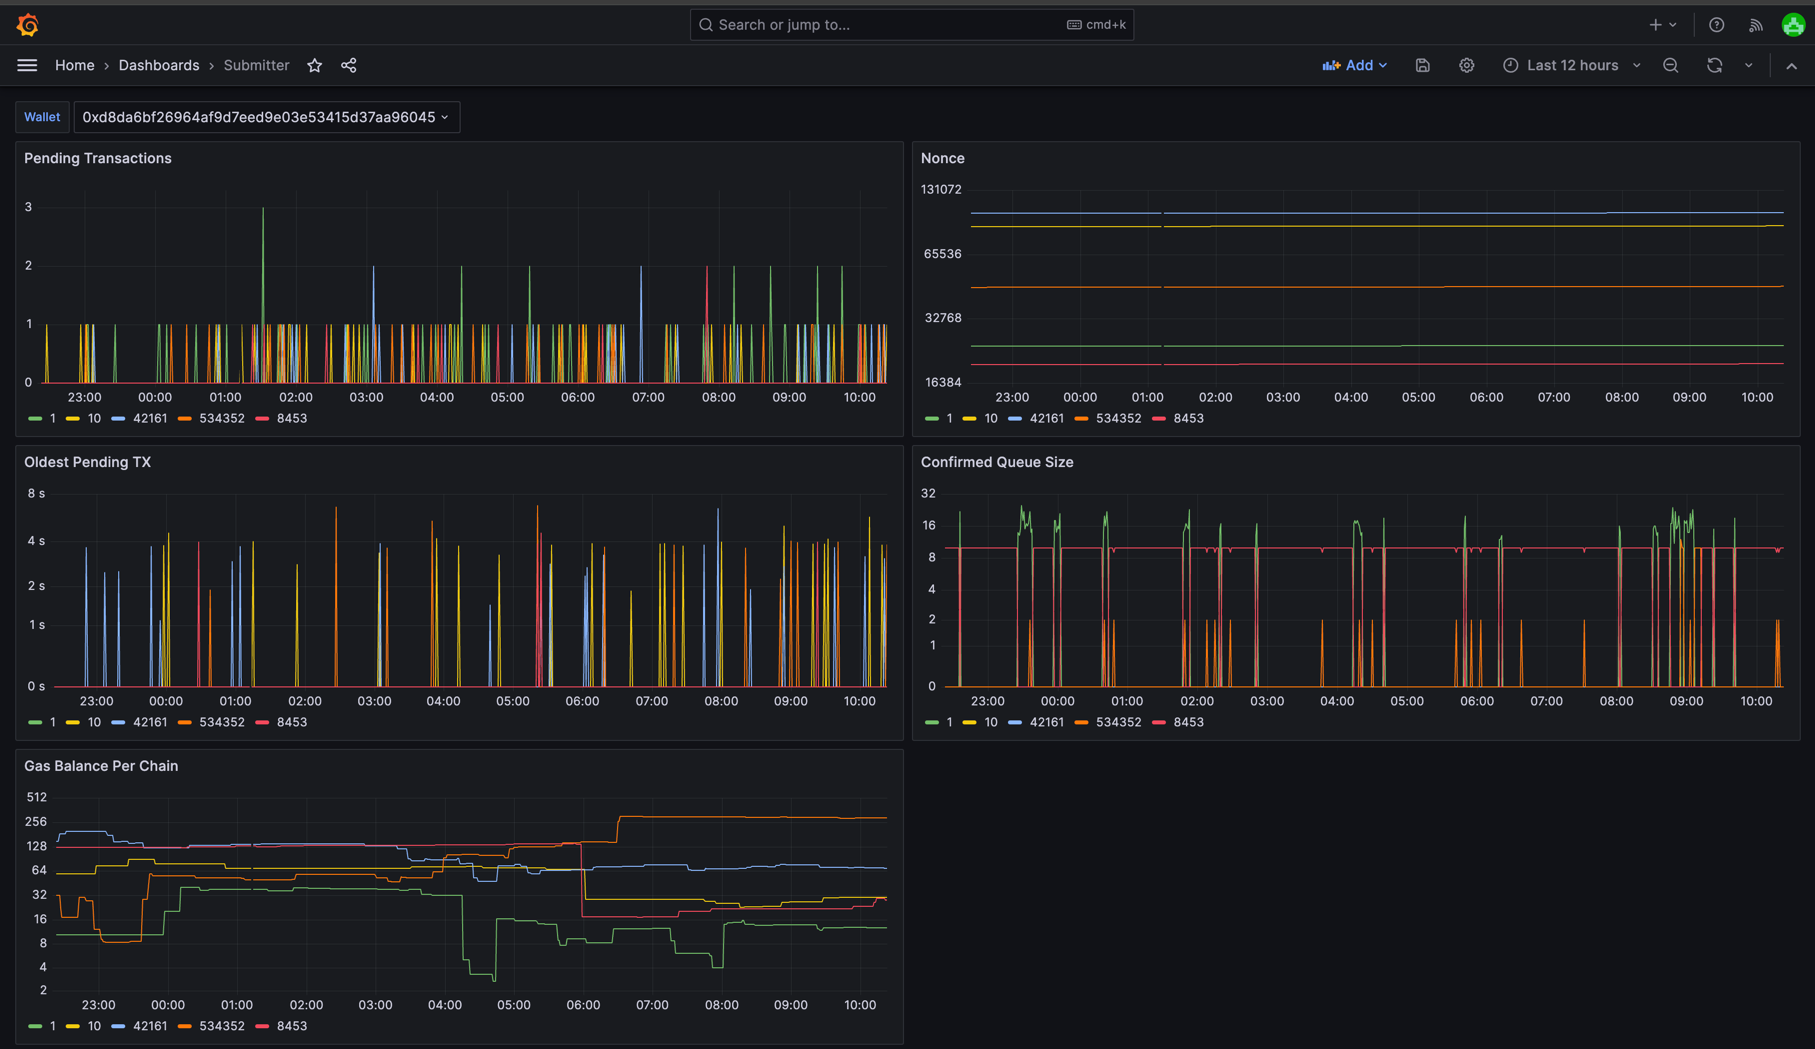 Search or jump to...
cmd+k
Home › Dashboards › Submitter
Add
Last 12 hours
Wallet
0xd8da6bf26964af9d7eed9e03e53415d37aa96045
Pending Transactions
3
2
1
0
23:00 00:00 01:00 02:00 03:00 04:00 05:00 06:00 07:00 08:00 09:00 10:00
1 10 42161 534352 8453
Nonce
131072
65536
32768
16384
23:00 00:00 01:00 02:00 03:00 04:00 05:00 06:00 07:00 08:00 09:00 10:00
1 10 42161 534352 8453
Oldest Pending TX
8 s
4 s
2 s
1 s
0 s
23:00 00:00 01:00 02:00 03:00 04:00 05:00 06:00 07:00 08:00 09:00 10:00
1 10 42161 534352 8453
Confirmed Queue Size
32
16
8
4
2
1
0
23:00 00:00 01:00 02:00 03:00 04:00 05:00 06:00 07:00 08:00 09:00 10:00
1 10 42161 534352 8453
Gas Balance Per Chain
512
256
128
64
32
16
8
4
2
23:00 00:00 01:00 02:00 03:00 04:00 05:00 06:00 07:00 08:00 09:00 10:00
1 10 42161 534352 8453